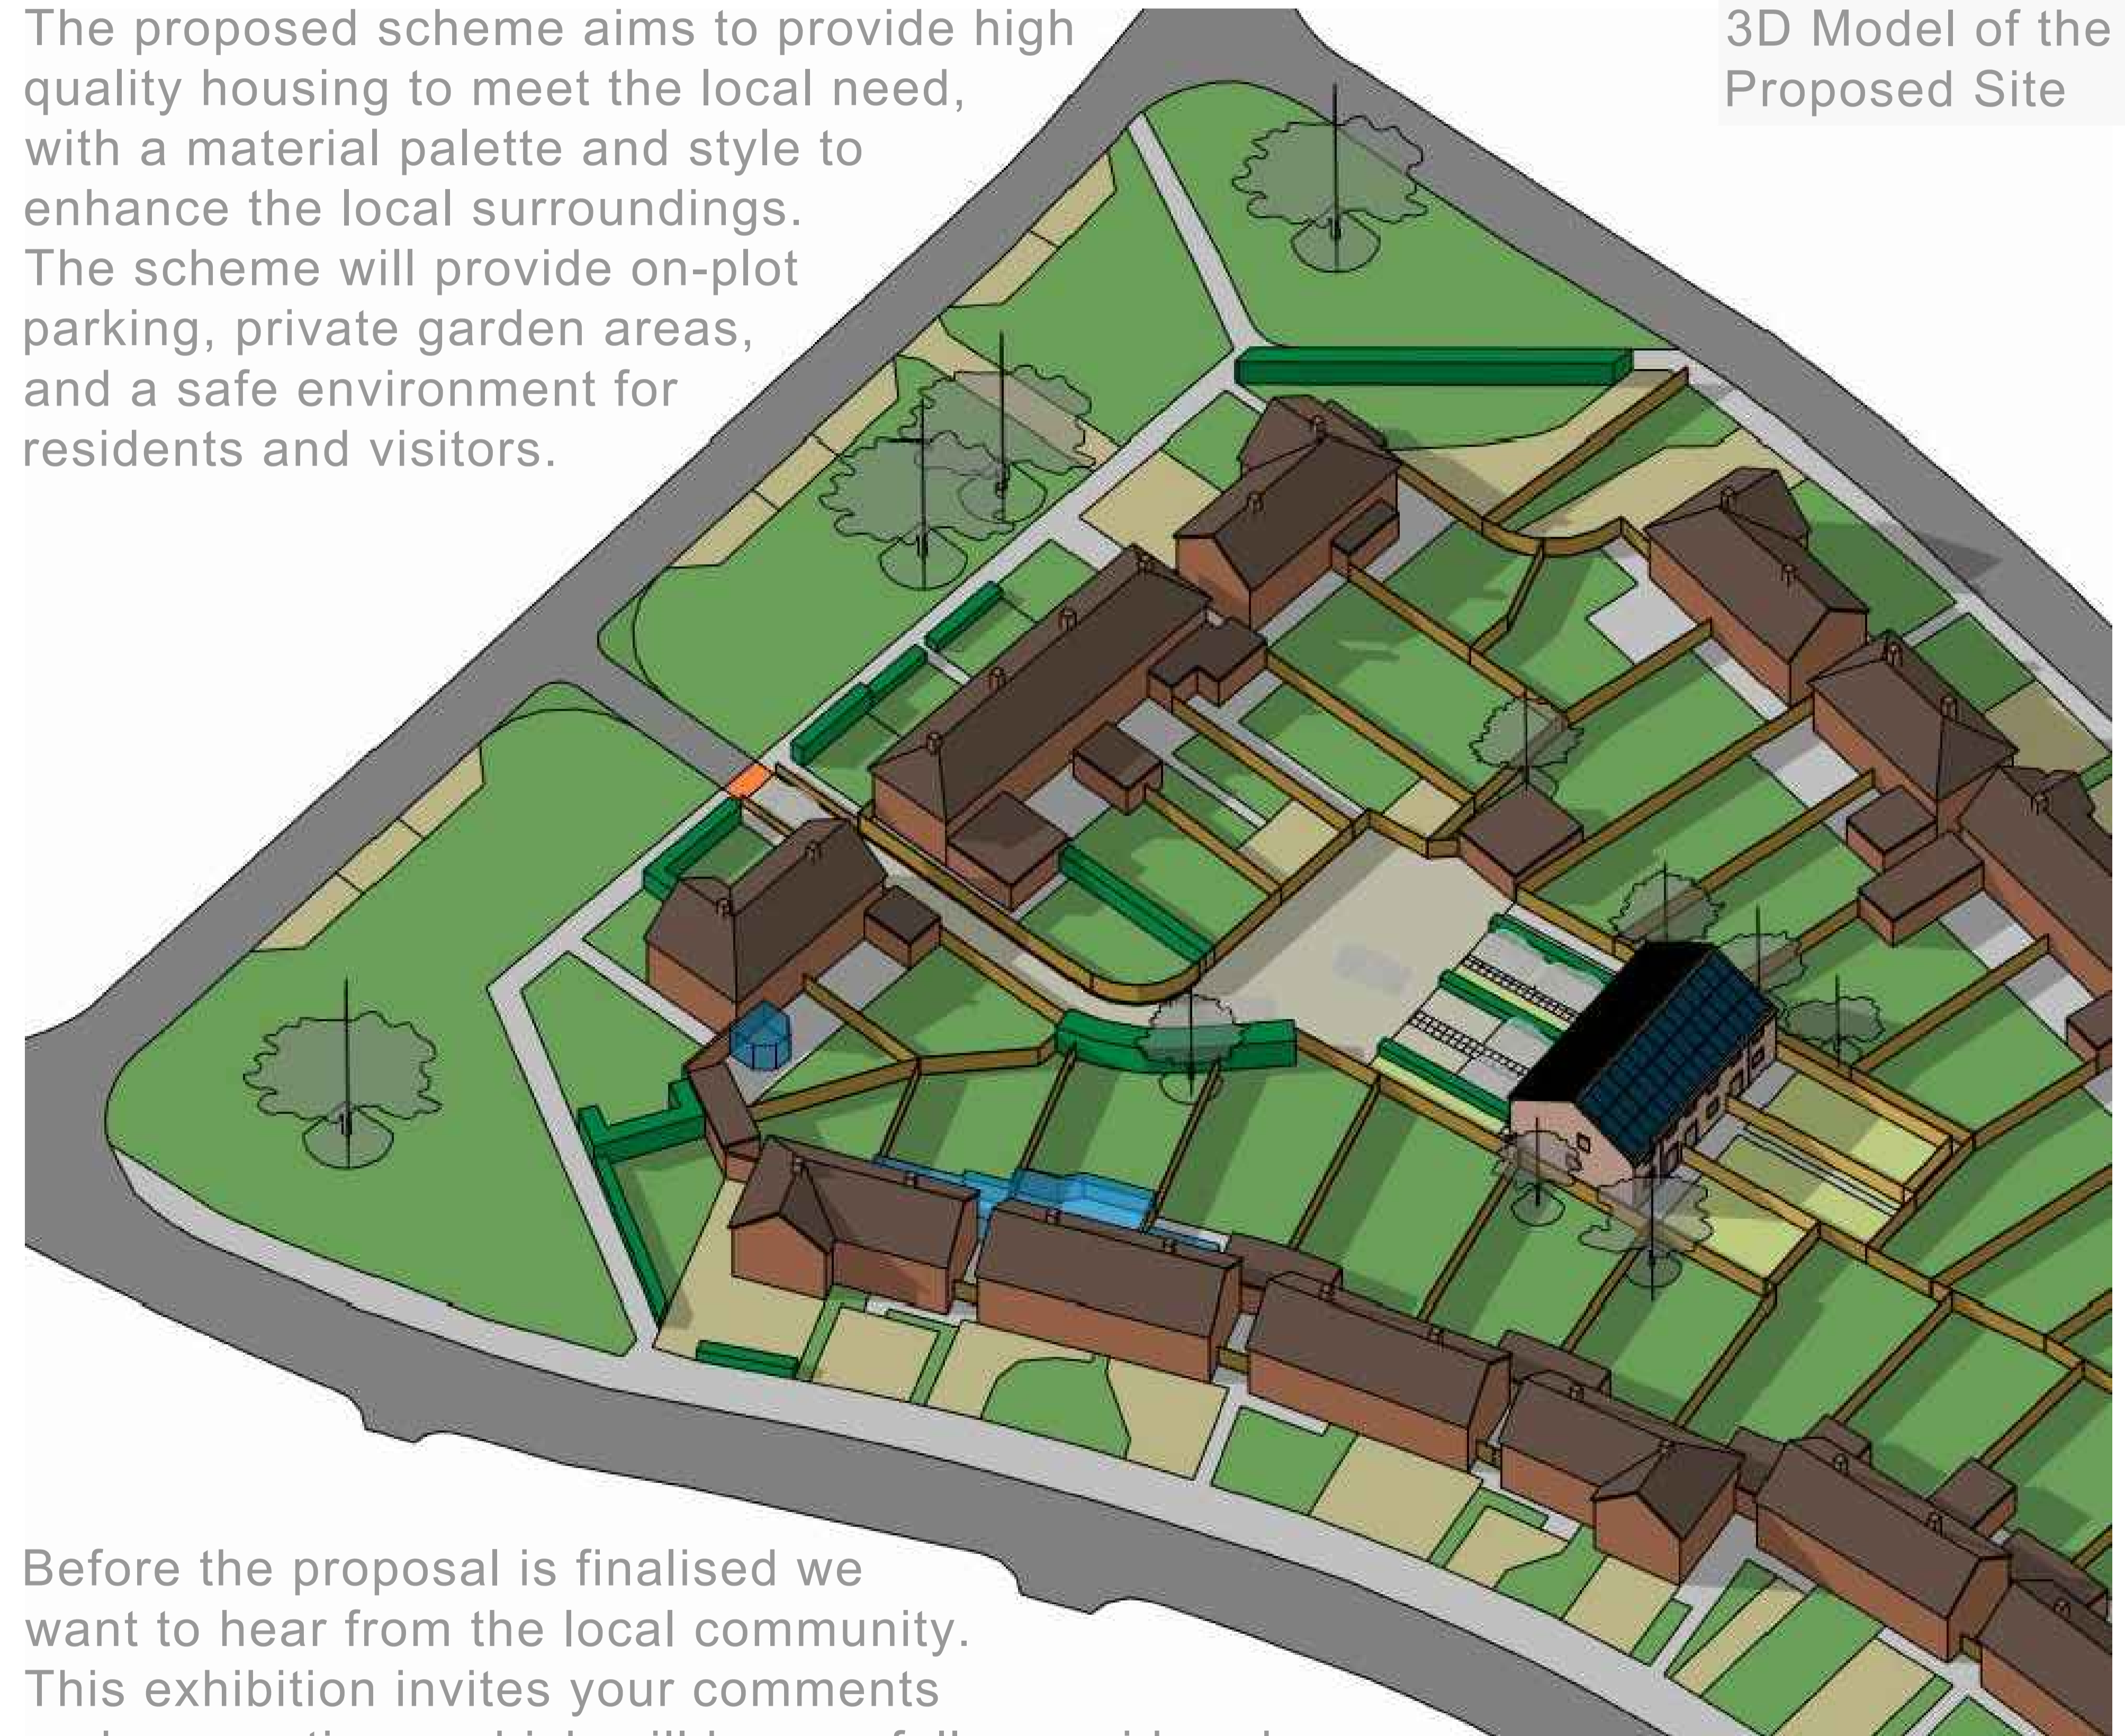 The proposed scheme aims to provide high
quality housing to meet the local need,
with a material palette and style to
enhance the local surroundings.
The scheme will provide on-plot
parking, private garden areas,
and a safe environment for
residents and visitors.
3D Model of the
Proposed Site
Before the proposal is finalised we
want to hear from the local community.
This exhibition invites your comments